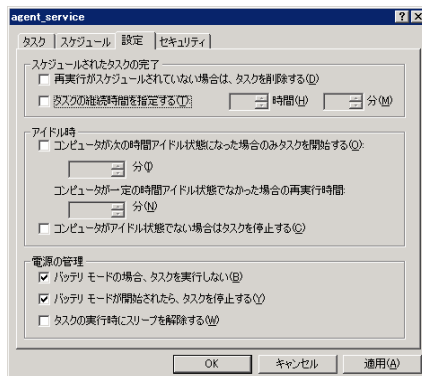 agent_service
タスク スケジュール 設定 セキュリティ
スケジュールされたタスクの完了
再実行がスケジュールされていない場合は、タスクを削除する(D)
タスクの継続時間を指定する(T): 時間(H) 分(M)
アイドル時
コンピュータが次の時間アイドル状態になった場合のみタスクを開始する(O):
分(I)
コンピュータが一定の時間アイドル状態でなかった場合の再実行時間:
分(N)
コンピュータがアイドル状態でない場合はタスクを停止する(C)
電源の管理
バッテリ モードの場合、タスクを実行しない(B)
バッテリ モードが開始されたら、タスクを停止する(Y)
タスクの実行時にスリープを解除する(W)
OK キャンセル 適用(A)